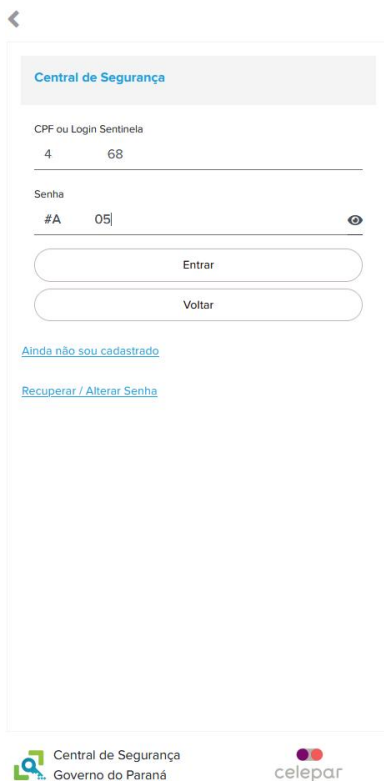 Central de Segurança
CPF ou Login Sentinela
4 68
Senha
#A 05
Entrar
Voltar
Ainda não sou cadastrado
Recuperar / Alterar Senha
Central de Segurança
Governo do Paraná
celepar